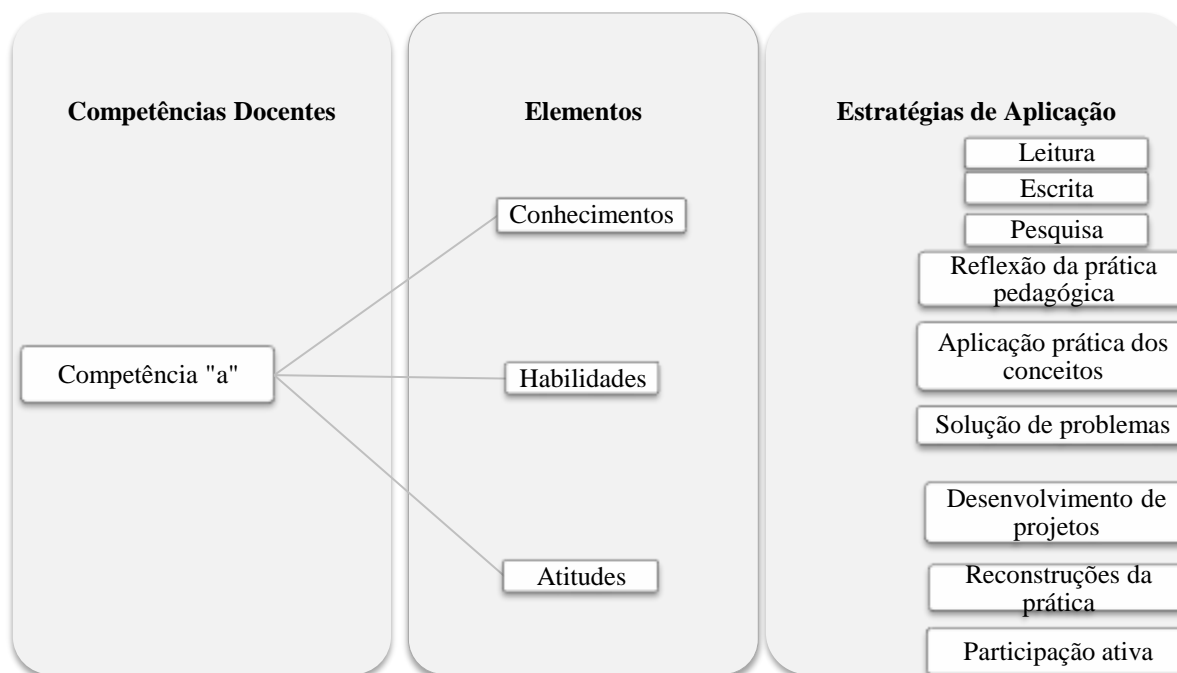 Competências Docentes
Elementos
Estratégias de Aplicação
Competência "a"
Conhecimentos
Habilidades
Atitudes
Leitura
Escrita
Pesquisa
Reflexão da prática
pedagógica
Aplicação prática dos
conceitos
Solução de problemas
Desenvolvimento de
projetos
Reconstruções da
prática
Participação ativa